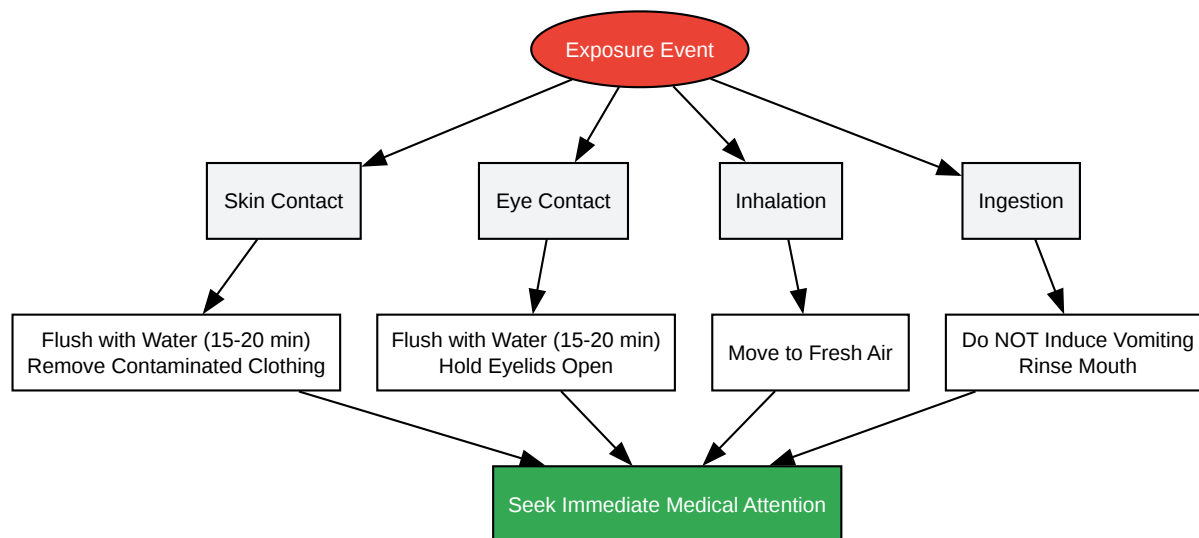 Exposure Event
Skin Contact
Eye Contact
Inhalation
Ingestion
Flush with Water (15-20 min)
Remove Contaminated Clothing
Flush with Water (15-20 min)
Hold Eyelids Open
Move to Fresh Air
Do NOT Induce Vomiting
Rinse Mouth
Seek Immediate Medical Attention